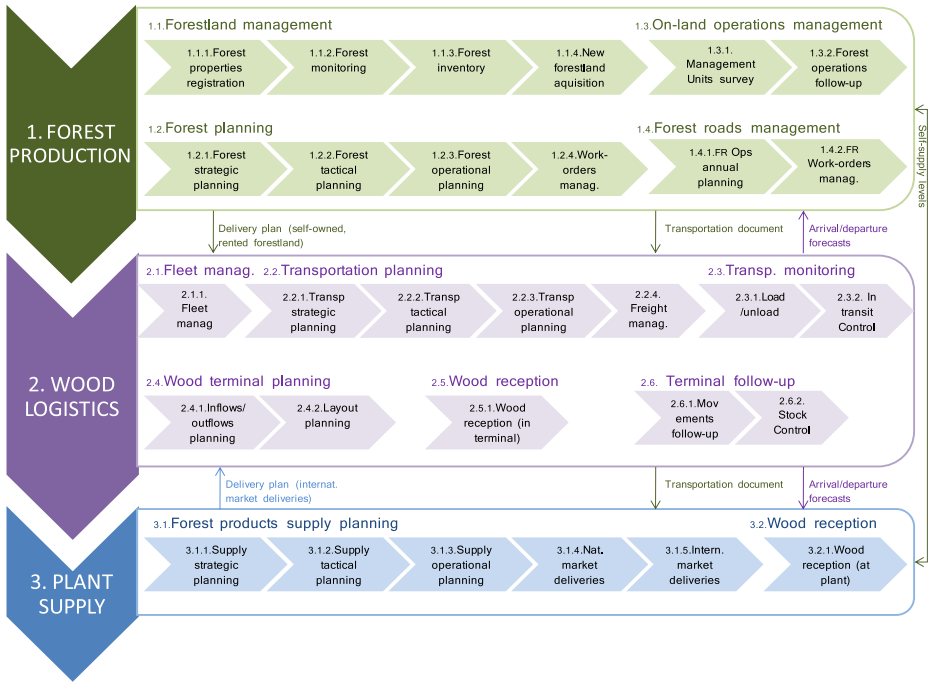 1. FOREST
PRODUCTION
1.1.Forestland management
1.1.1.Forest
properties
registration
1.1.2.Forest
monitoring
1.1.3.Forest
inventory
1.1.4.New
forestland
aquisition
1.3.On-land operations management
1.3.1.
Management
Units survey
1.3.2.Forest
operations
follow-up
1.2.Forest planning
1.2.1.Forest
strategic
planning
1.2.2.Forest
tactical
planning
1.2.3.Forest
operational
planning
1.2.4.Work-
orders
manag.
1.4.Forest roads management
1.4.1.FR Ops
annual
planning
1.4.2.FR
Work-orders
manag.
Self-supply levels
Delivery plan (self-owned,
rented forestland)
Transportation document
Arrival/departure
forecasts
2. WOOD
LOGISTICS
2.1.Fleet manag.
2.1.1.
Fleet
manag
2.2.Transportation planning
2.2.1.Transp
strategic
planning
2.2.2.Transp
tactical
planning
2.2.3.Transp
operational
planning
2.2.4.
Freight
manag.
2.3.Transp. monitoring
2.3.1.Load
/unload
2.3.2. In
transit
Control
2.4.Wood terminal planning
2.4.1.Inflows/
outflows
planning
2.4.2.Layout
planning
2.5.Wood reception
2.5.1.Wood
reception (in
terminal)
2.6. Terminal follow-up
2.6.1.Mov
ements
follow-up
2.6.2.
Stock
Control
Delivery plan (internat.
market deliveries)
Transportation document
Arrival/departure
forecasts
3. PLANT
SUPPLY
3.1.Forest products supply planning
3.1.1.Supply
strategic
planning
3.1.2.Supply
tactical
planning
3.1.3.Supply
operational
planning
3.1.4.Nat.
market
deliveries
3.1.5.Intern.
market
deliveries
3.2.Wood reception
3.2.1.Wood
reception (at
plant)